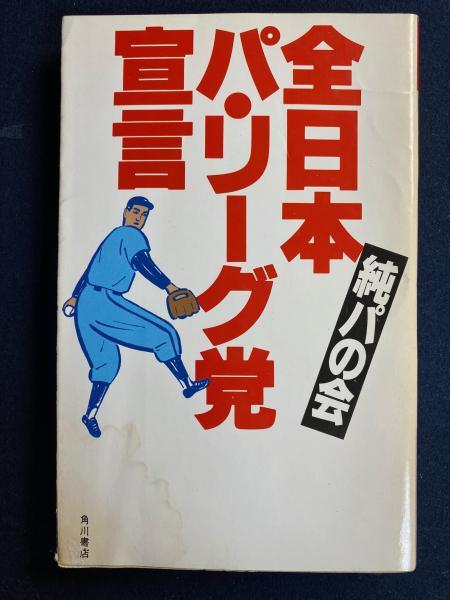 全日本
パ・リーグ党
宣言
純パの会
角川書店